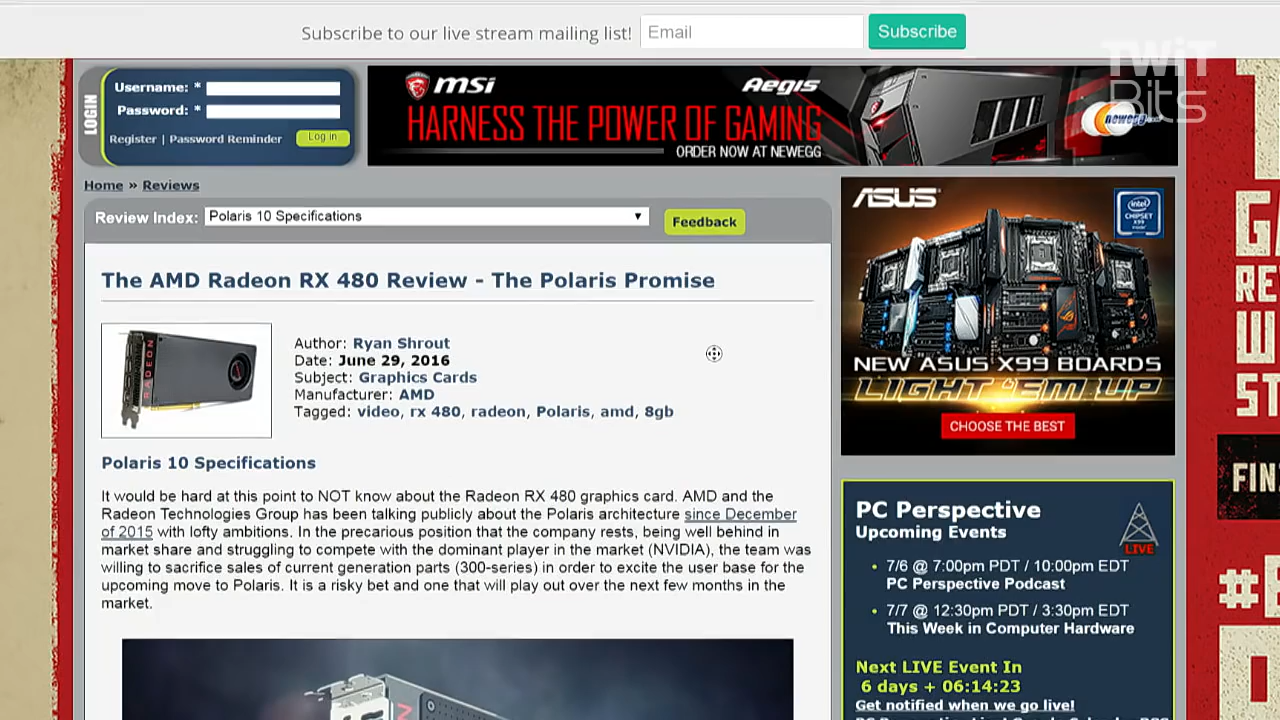 Subscribe to our live stream mailing list! Email Subscribe
TWiT
Bits
LOGIN
Username: *
Password: *
Register | Password Reminder Log in
msi Aegis
HARNESS THE POWER OF GAMING
ORDER NOW AT NEWEGG
newegg
Home » Reviews
Review Index: Polaris 10 Specifications Feedback
The AMD Radeon RX 480 Review - The Polaris Promise
RADEON
Author: Ryan Shrout
Date: June 29, 2016
Subject: Graphics Cards
Manufacturer: AMD
Tagged: video, rx 480, radeon, Polaris, amd, 8gb
Polaris 10 Specifications
It would be hard at this point to NOT know about the Radeon RX 480 graphics card. AMD and the
Radeon Technologies Group has been talking publicly about the Polaris architecture since December
of 2015 with lofty ambitions. In the precarious position that the company rests, being well behind in
market share and struggling to compete with the dominant player in the market (NVIDIA), the team was
willing to sacrifice sales of current generation parts (300-series) in order to excite the user base for the
upcoming move to Polaris. It is a risky bet and one that will play out over the next few months in the
market.
ASUS
intel
CHIPSET
X99
NEW ASUS X99 BOARDS
LIGHT 'EM UP
CHOOSE THE BEST
PC Perspective
Upcoming Events
LIVE
• 7/6 @ 7:00pm PDT / 10:00pm EDT
PC Perspective Podcast
• 7/7 @ 12:30pm PDT / 3:30pm EDT
This Week in Computer Hardware
Next LIVE Event In
6 days + 06:14:23
Get notified when we go live!
GA
RE
W
ST
FIN